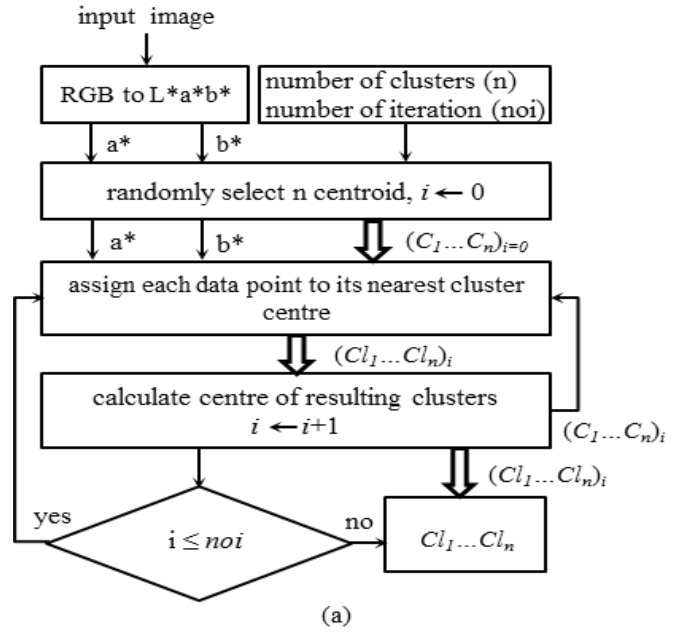 input image
RGB to L*a*b*
number of clusters (n)
number of iteration (noi)
a*
b*
randomly select n centroid, i ← 0
a*
b*
(C₁...Cₙ)ᵢ₌₀
assign each data point to its nearest cluster
centre
(Cl₁...Clₙ)ᵢ
calculate centre of resulting clusters
i ← i+1
(C₁...Cₙ)ᵢ
(Cl₁...Clₙ)ᵢ
yes
i ≤ noi
no
Cl₁...Clₙ
(a)